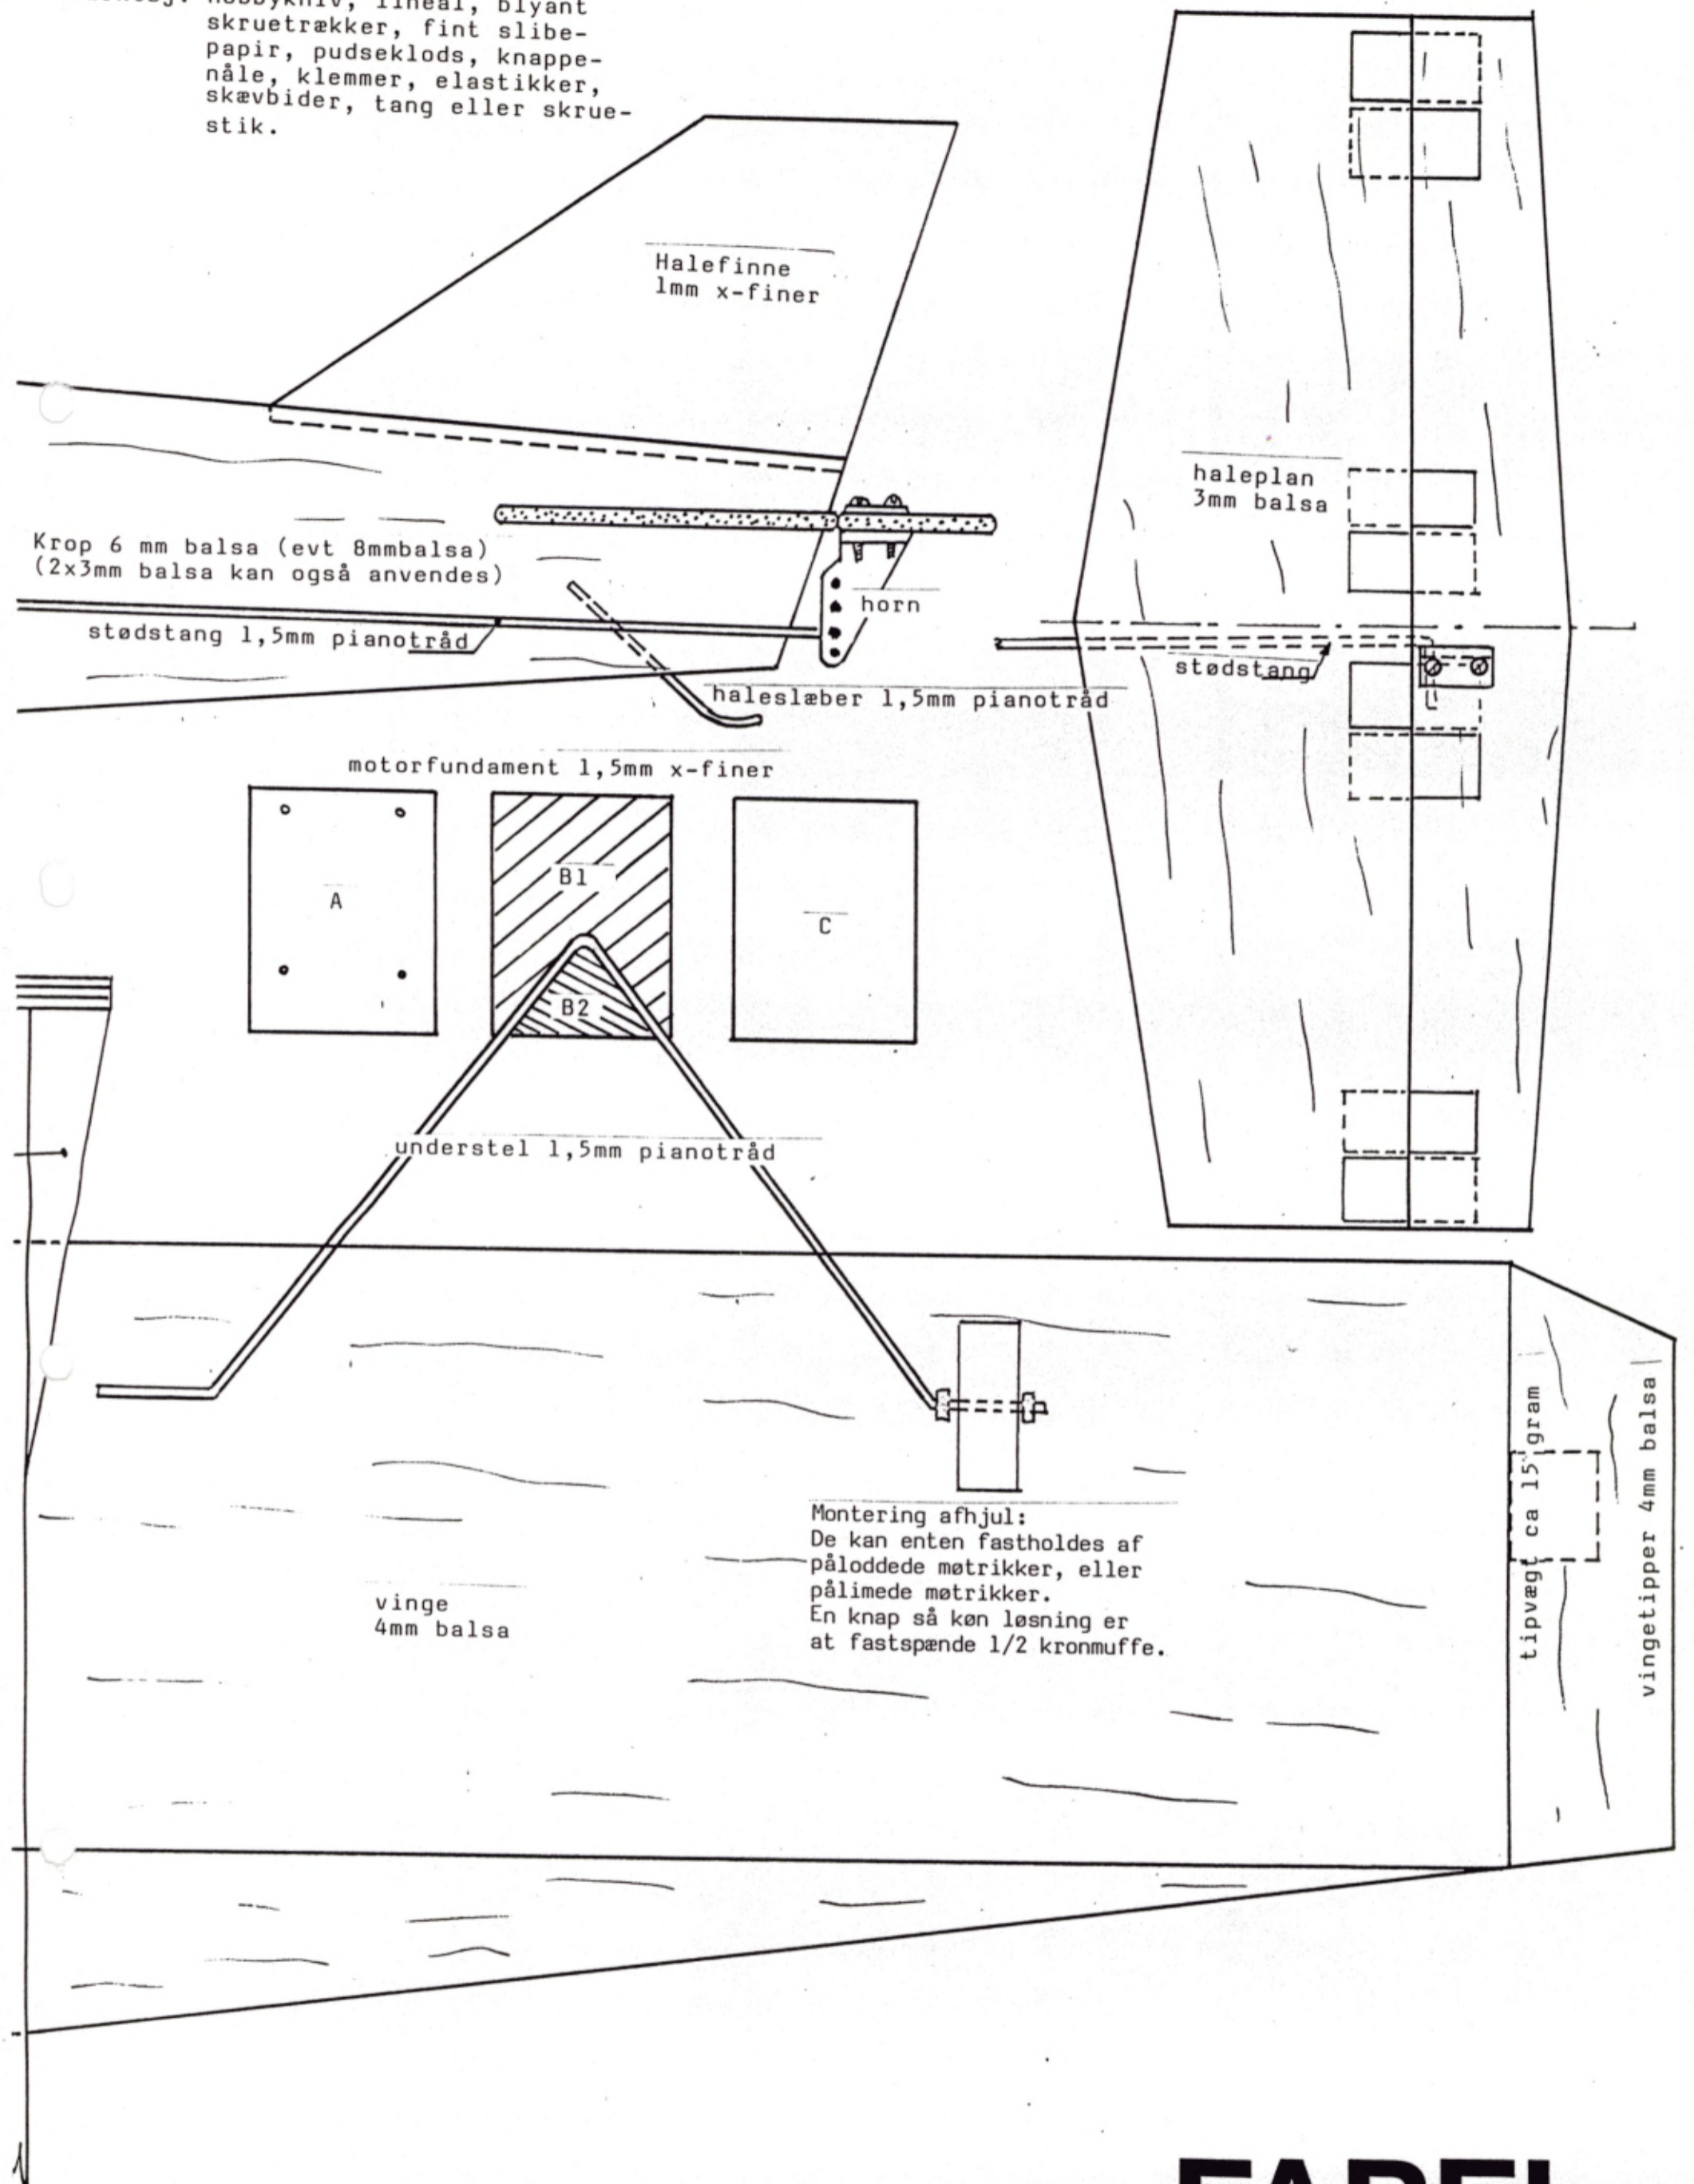 skruetrækker, fint slibe-
papir, pudseklods, knappe-
nåle, klemmer, elastikker,
skævbider, tang eller skrue-
stik.
Halefinne
1mm x-finer
haleplan
3mm balsa
Krop 6 mm balsa (evt 8mmbalsa)
(2x3mm balsa kan også anvendes)
horn
stødstang 1,5mm pianotråd
stødstang
haleslæber 1,5mm pianotråd
motorfundament 1,5mm x-finer
A
B1
C
B2
understel 1,5mm pianotråd
tipvægt ca 15 gram
vingetipper 4mm balsa
Montering afhjul:
De kan enten fastholdes af
påloddede møtrikker, eller
pålimede møtrikker.
En knap så køn løsning er
at fastspænde 1/2 kronmuffe.
vinge
4mm balsa